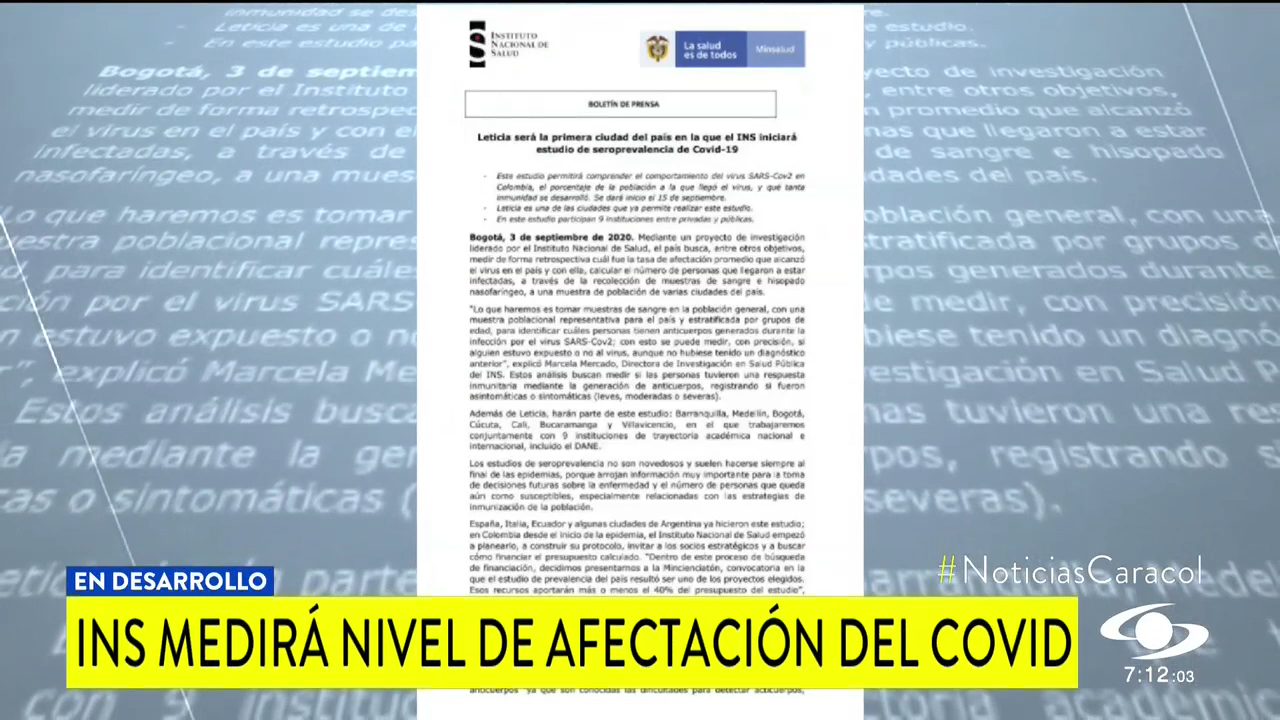 INSTITUTO
NACIONAL DE
SALUD
La salud
es de todos
Minsalud
BOLETÍN DE PRENSA
Leticia será la primera ciudad del país en la que el INS iniciará
estudio de seroprevalencia de Covid-19
- Este estudio permitirá comprender el comportamiento del virus SARS-Cov2 en
Colombia, el porcentaje de la población a la que llegó el virus, y qué tanta
inmunidad se desarrolló. Se dará inicio el 15 de septiembre.
- Leticia es una de las ciudades que ya permite realizar este estudio.
- En este estudio participan 9 instituciones entre privadas y públicas.
Bogotá, 3 de septiembre de 2020. Mediante un proyecto de investigación
liderado por el Instituto Nacional de Salud, el país busca, entre otros objetivos,
medir de forma retrospectiva cuál fue la tasa de afectación promedio que alcanzó
el virus en el país y con ella, calcular el número de personas que llegaron a estar
infectadas, a través de la recolección de muestras de sangre e hisopado
nasofaríngeo, a una muestra de población de varias ciudades del país.
"Lo que haremos es tomar muestras de sangre en la población general, con una
muestra poblacional representativa para el país y estratificada por grupos de
edad, para identificar cuáles personas tienen anticuerpos generados durante la
infección por el virus SARS-Cov2; con esto se puede medir, con precisión, si
alguien estuvo expuesto o no al virus, aunque no hubiese tenido un diagnóstico
anterior", explicó Marcela Mercado, Directora de Investigación en Salud Pública
del INS. Estos análisis buscan medir si las personas tuvieron una respuesta
inmunitaria mediante la generación de anticuerpos, registrando si fueron
asintomáticas o sintomáticas (leves, moderadas o severas).
Además de Leticia, harán parte de este estudio: Barranquilla, Medellín, Bogotá,
Cúcuta, Cali, Bucaramanga y Villavicencio, en el que trabajaremos
conjuntamente con 9 instituciones de trayectoria académica nacional e
internacional, incluido el DANE.
Los estudios de seroprevalencia no son novedosos y suelen hacerse siempre al
final de las epidemias, porque arrojan información muy importante para la toma
de decisiones futuras sobre la enfermedad y el número de personas que queda
aún como susceptibles, especialmente relacionadas con las estrategias de
inmunización de la población.
España, Italia, Ecuador y algunas ciudades de Argentina ya hicieron este estudio;
en Colombia desde el inicio de la epidemia, el Instituto Nacional de Salud empezó
a planearlo, a construir su protocolo, invitar a los socios estratégicos y a buscar
cómo financiar el presupuesto calculado. "Dentro de este proceso de búsqueda
de financiación, decidimos presentarnos a la Mincienciatón, convocatoria en la
que el estudio de prevalencia del país resultó ser uno de los proyectos elegidos.
Esos recursos aportarán más o menos el 40% del presupuesto del estudio",
#NoticiasCaracol
EN DESARROLLO
INS MEDIRÁ NIVEL DE AFECTACIÓN DEL COVID
7:12:03
anticuerpos ya que son conocidas las dificultades para detectar anticuerpos,